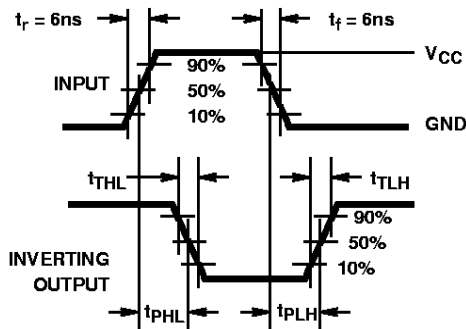 tr = 6ns
tf = 6ns
VCC
90%
INPUT
50%
10%
GND
tTHL
tTLH
90%
50%
INVERTING
OUTPUT
10%
tPHL
tPLH